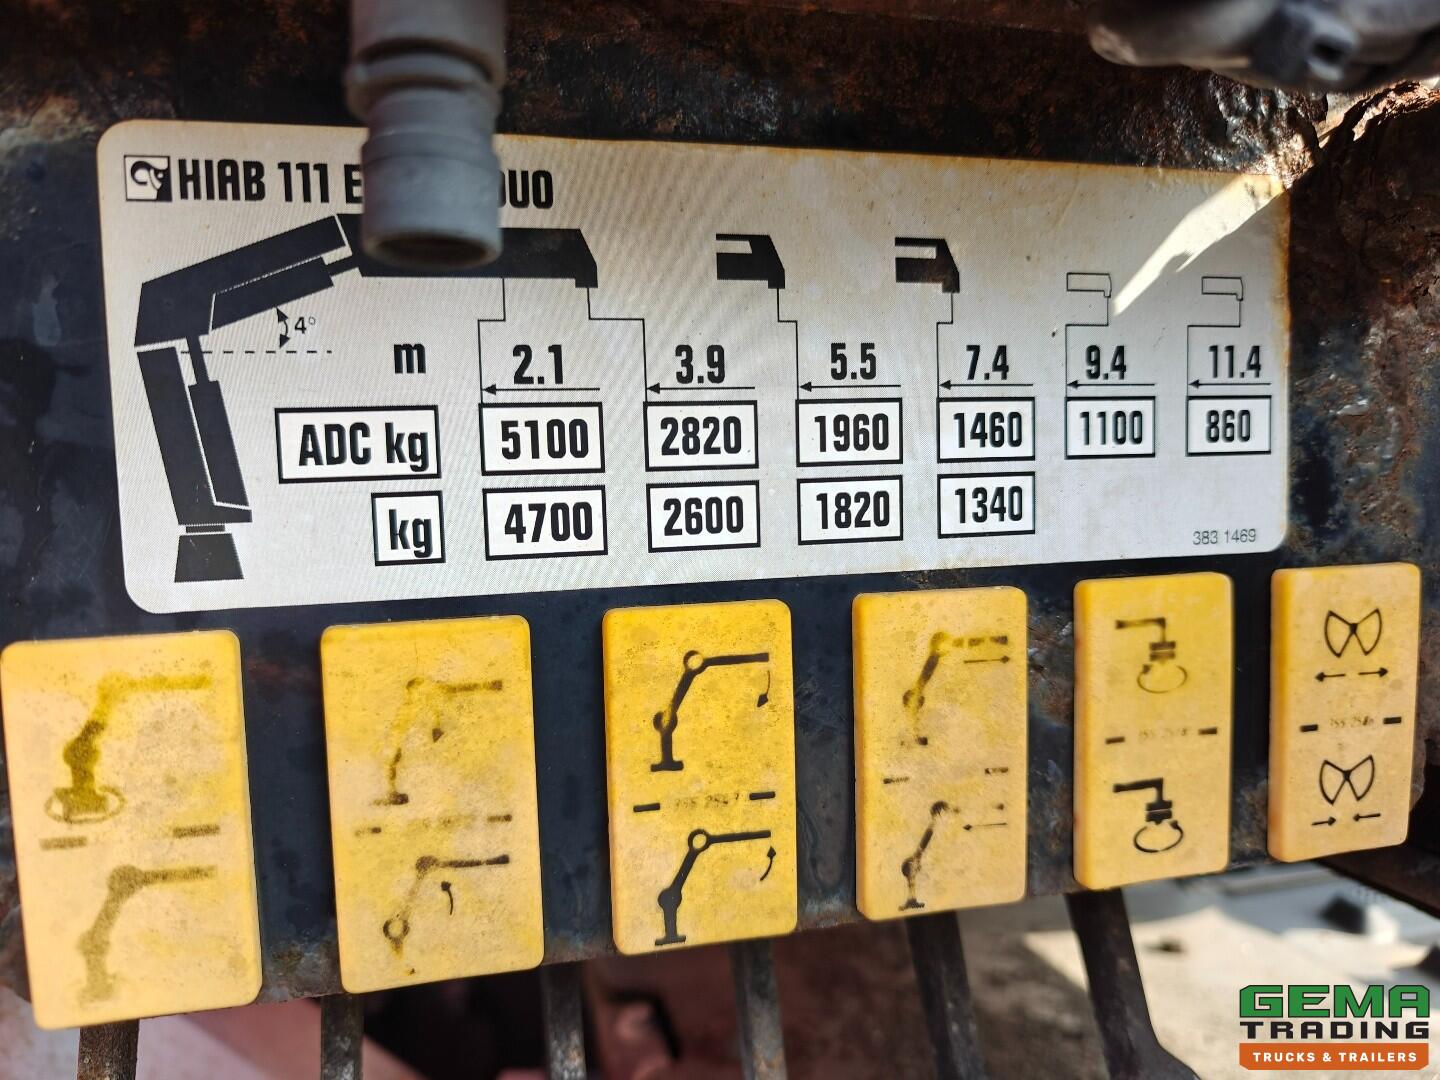 HIAB 111 E DUO
4°
m 2.1 3.9 5.5 7.4 9.4 11.4
ADC kg 5100 2820 1960 1460 1100 860
kg 4700 2600 1820 1340
383 1469
GEMA
TRADING
TRUCKS & TRAILERS